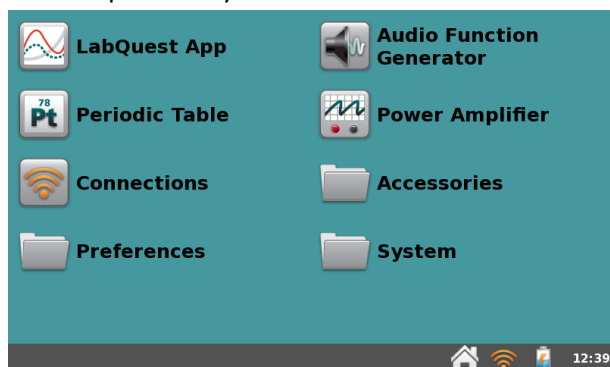 LabQuest App
Audio Function
Generator
78
Pt
Periodic Table
Power Amplifier
Connections
Accessories
Preferences
System
12:39